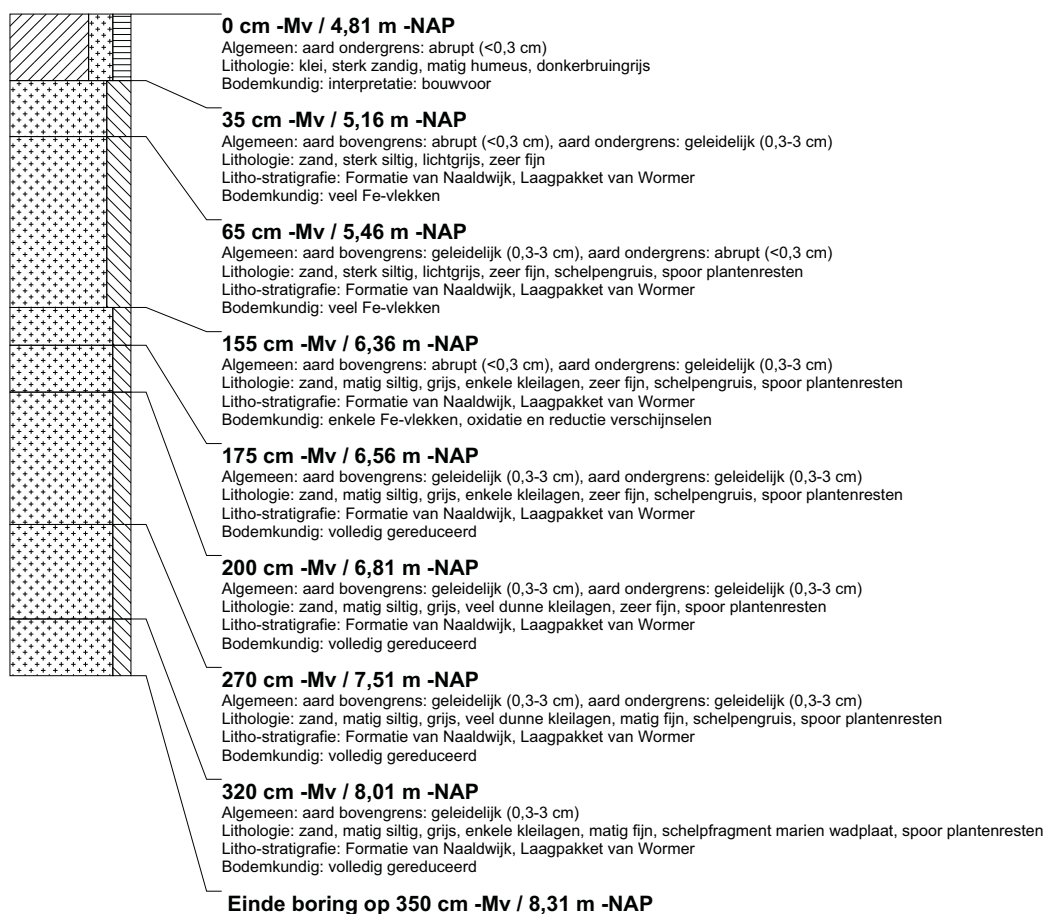 0 cm -Mv / 4,81 m -NAP
Algemeen: aard ondergrens: abrupt (<0,3 cm)
Lithologie: klei, sterk zandig, matig humeus, donkerbruingrijs
Bodemkundig: interpretatie: bouwvoor
35 cm -Mv / 5,16 m -NAP
Algemeen: aard bovengrens: abrupt (<0,3 cm), aard ondergrens: geleidelijk (0,3-3 cm)
Lithologie: zand, sterk siltig, lichtgrijs, zeer fijn
Litho-stratigrafie: Formatie van Naaldwijk, Laagpakket van Wormer
Bodemkundig: veel Fe-vlekken
65 cm -Mv / 5,46 m -NAP
Algemeen: aard bovengrens: geleidelijk (0,3-3 cm), aard ondergrens: abrupt (<0,3 cm)
Lithologie: zand, sterk siltig, lichtgrijs, zeer fijn, schelpengruis, spoor plantenresten
Litho-stratigrafie: Formatie van Naaldwijk, Laagpakket van Wormer
Bodemkundig: veel Fe-vlekken
155 cm -Mv / 6,36 m -NAP
Algemeen: aard bovengrens: abrupt (<0,3 cm), aard ondergrens: geleidelijk (0,3-3 cm)
Lithologie: zand, matig siltig, grijs, enkele kleilagen, zeer fijn, schelpengruis, spoor plantenresten
Litho-stratigrafie: Formatie van Naaldwijk, Laagpakket van Wormer
Bodemkundig: enkele Fe-vlekken, oxidatie en reductie verschijnselen
175 cm -Mv / 6,56 m -NAP
Algemeen: aard bovengrens: geleidelijk (0,3-3 cm), aard ondergrens: geleidelijk (0,3-3 cm)
Lithologie: zand, matig siltig, grijs, enkele kleilagen, zeer fijn, schelpengruis, spoor plantenresten
Litho-stratigrafie: Formatie van Naaldwijk, Laagpakket van Wormer
Bodemkundig: volledig gereduceerd
200 cm -Mv / 6,81 m -NAP
Algemeen: aard bovengrens: geleidelijk (0,3-3 cm), aard ondergrens: geleidelijk (0,3-3 cm)
Lithologie: zand, matig siltig, grijs, veel dunne kleilagen, zeer fijn, spoor plantenresten
Litho-stratigrafie: Formatie van Naaldwijk, Laagpakket van Wormer
Bodemkundig: volledig gereduceerd
270 cm -Mv / 7,51 m -NAP
Algemeen: aard bovengrens: geleidelijk (0,3-3 cm), aard ondergrens: geleidelijk (0,3-3 cm)
Lithologie: zand, matig siltig, grijs, veel dunne kleilagen, matig fijn, schelpengruis, spoor plantenresten
Litho-stratigrafie: Formatie van Naaldwijk, Laagpakket van Wormer
Bodemkundig: volledig gereduceerd
320 cm -Mv / 8,01 m -NAP
Algemeen: aard bovengrens: geleidelijk (0,3-3 cm)
Lithologie: zand, matig siltig, grijs, enkele kleilagen, matig fijn, schelpfragment marien wadplaat, spoor plantenresten
Litho-stratigrafie: Formatie van Naaldwijk, Laagpakket van Wormer
Bodemkundig: volledig gereduceerd
Einde boring op 350 cm -Mv / 8,31 m -NAP